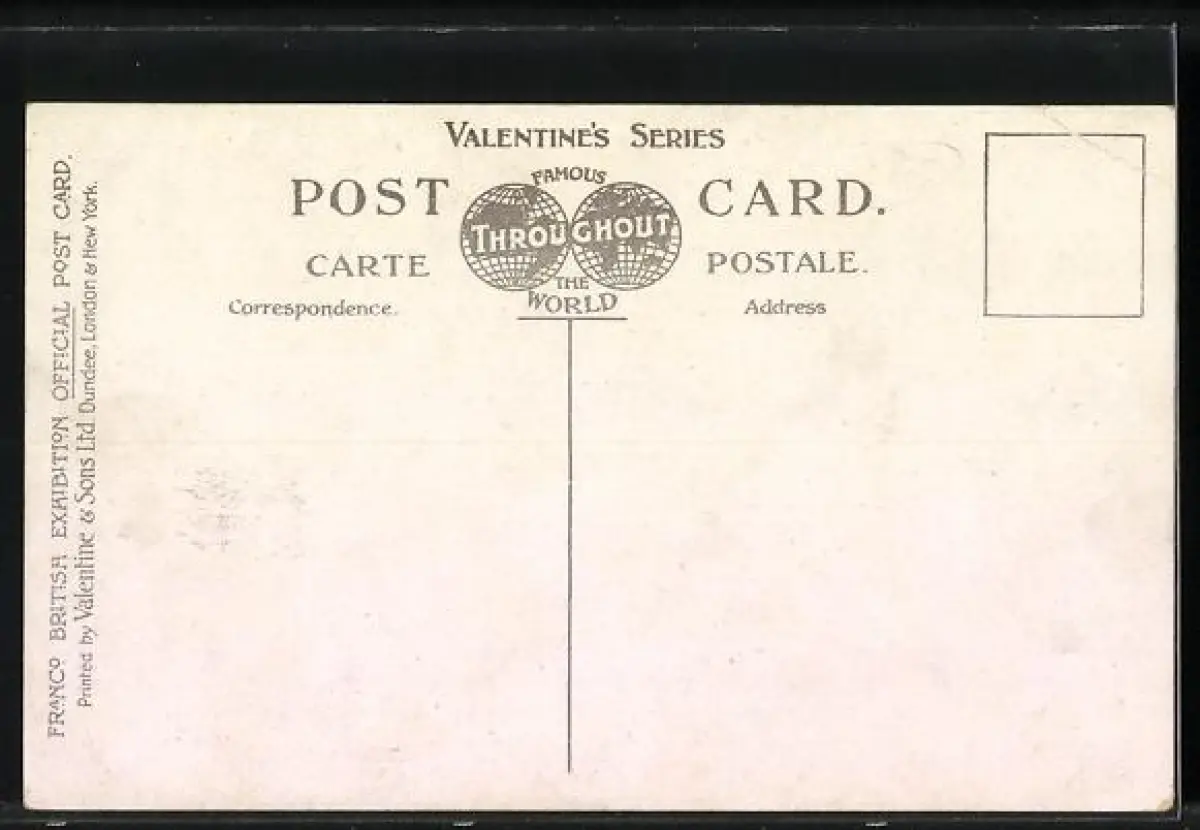 VALENTINE'S SERIES
POST CARD.
FAMOUS
THROUGHOUT
THE
WORLD
CARTE POSTALE.
Correspondence.
Address
FRANCO BRITISH EXHIBITION OFFICIAL POST CARD.
Printed by Valentine & Sons Ltd. Dundee, London & New York.